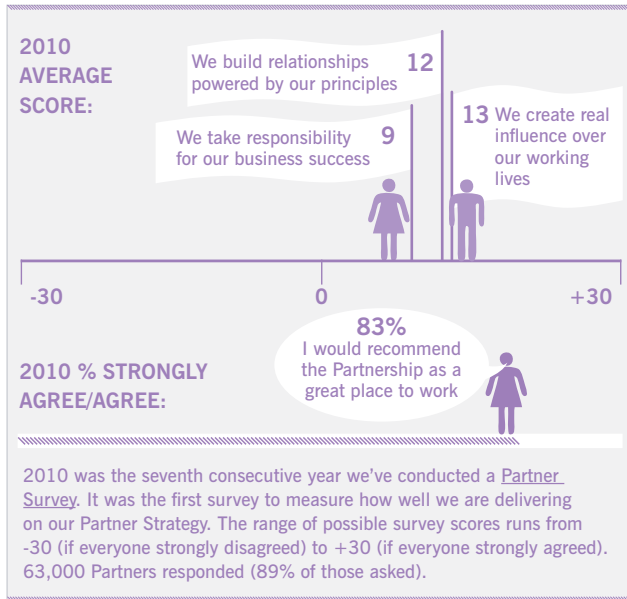 2010
AVERAGE
SCORE:
We build relationships
powered by our principles
12
We take responsibility
for our business success
9
13 We create real
influence over
our working
lives
-30
0
+30
83%
I would recommend
the Partnership as a
great place to work
2010 % STRONGLY
AGREE/AGREE:
2010 was the seventh consecutive year we’ve conducted a Partner
Survey. It was the first survey to measure how well we are delivering
on our Partner Strategy. The range of possible survey scores runs from
-30 (if everyone strongly disagreed) to +30 (if everyone strongly agreed).
63,000 Partners responded (89% of those asked).